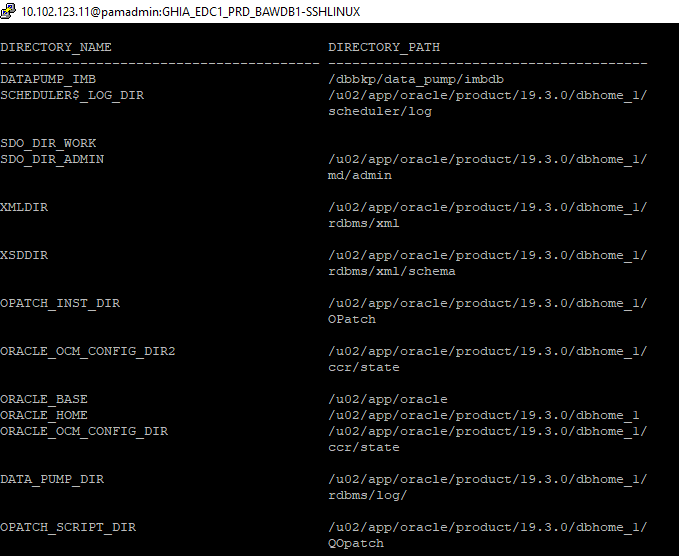 10.102.123.11@pamadmin:GHIA_EDC1_PRD_BAWDB1-SSHLINUX
DIRECTORY_NAME DIRECTORY_PATH
---------------------------------------- ----------------------------------------
DATAPUMP_IMB /dbbkp/data_pump/imbdb
SCHEDULER$_LOG_DIR /u02/app/oracle/product/19.3.0/dbhome_1/
scheduler/log
SDO_DIR_WORK
SDO_DIR_ADMIN /u02/app/oracle/product/19.3.0/dbhome_1/
md/admin
XMLDIR /u02/app/oracle/product/19.3.0/dbhome_1/
rdbms/xml
XSDDIR /u02/app/oracle/product/19.3.0/dbhome_1/
rdbms/xml/schema
OPATCH_INST_DIR /u02/app/oracle/product/19.3.0/dbhome_1/
OPatch
ORACLE_OCM_CONFIG_DIR2 /u02/app/oracle/product/19.3.0/dbhome_1/
ccr/state
ORACLE_BASE /u02/app/oracle
ORACLE_HOME /u02/app/oracle/product/19.3.0/dbhome_1
ORACLE_OCM_CONFIG_DIR /u02/app/oracle/product/19.3.0/dbhome_1/
ccr/state
DATA_PUMP_DIR /u02/app/oracle/product/19.3.0/dbhome_1/
rdbms/log/
OPATCH_SCRIPT_DIR /u02/app/oracle/product/19.3.0/dbhome_1/
QOpatch